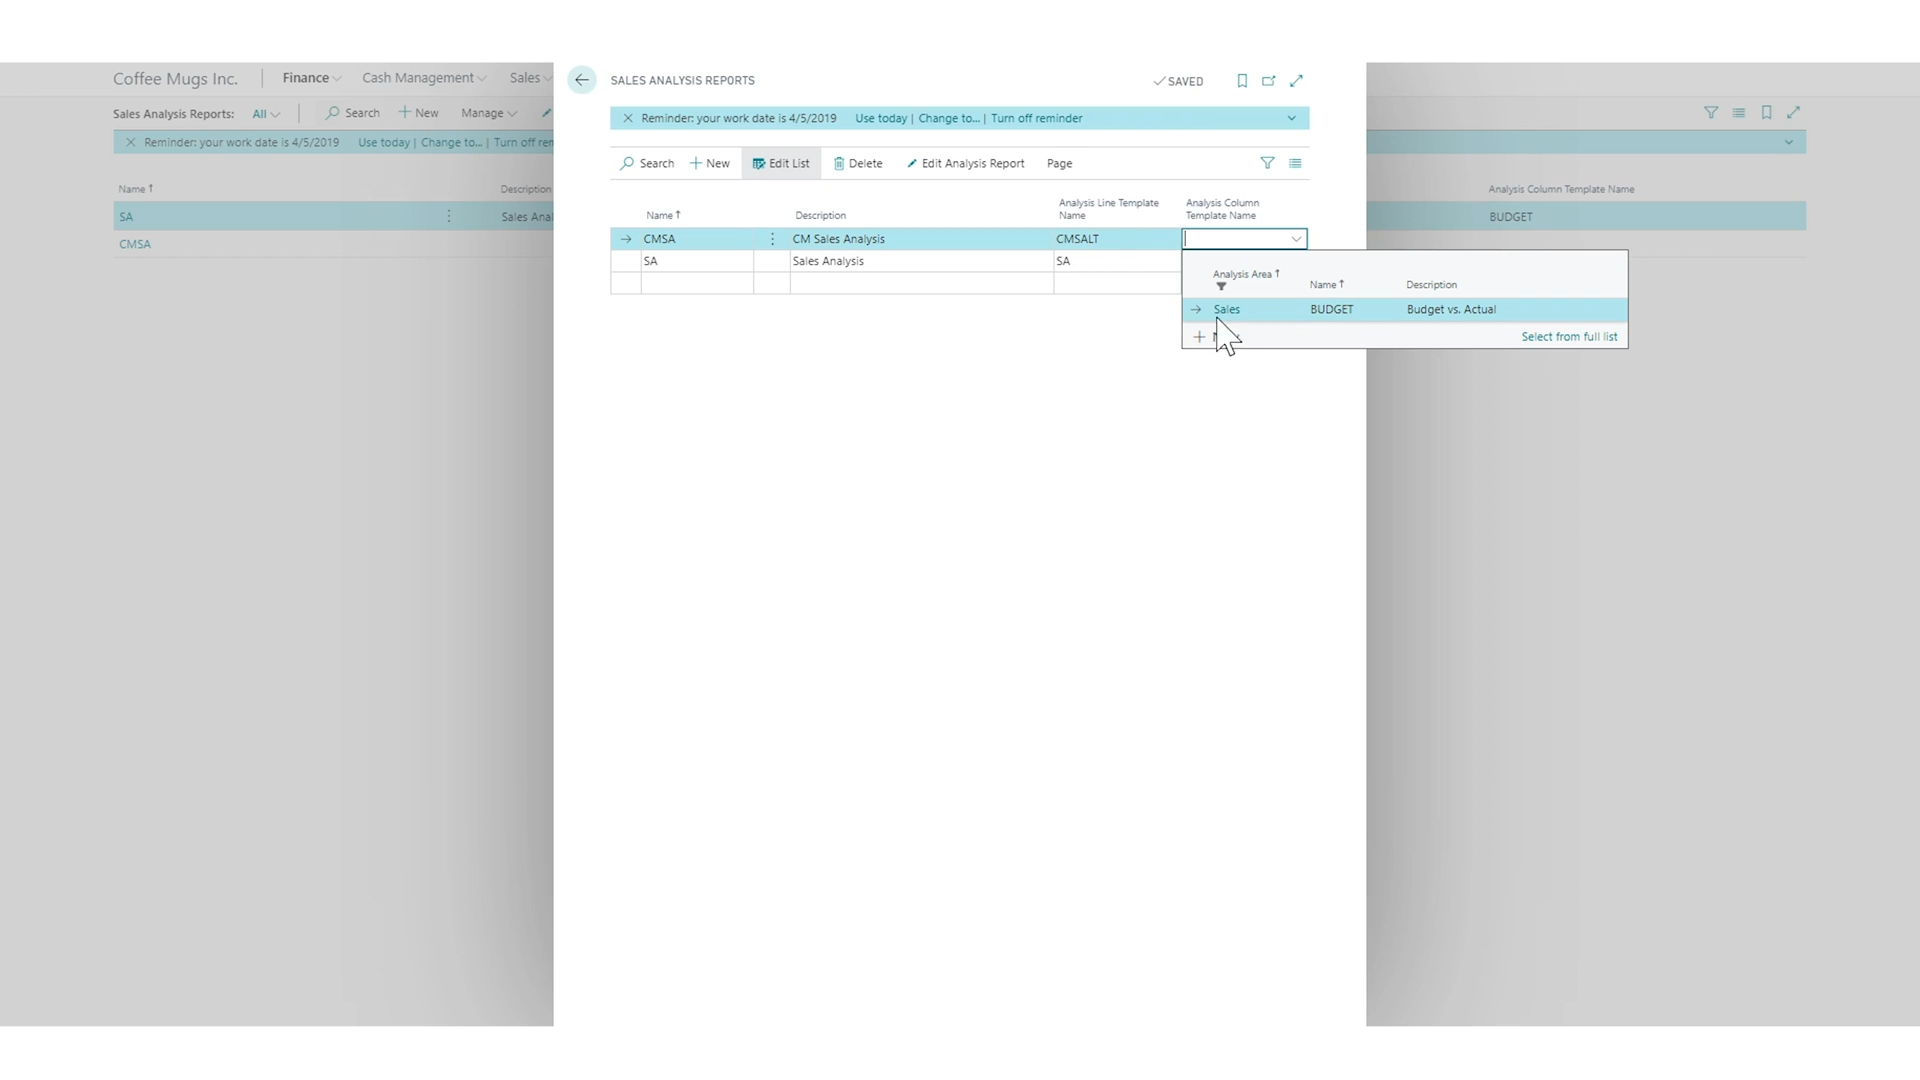 Coffee Mugs Inc. Finance Cash Management Sales
Sales Analysis Reports: All Search New Manage
Reminder: your work date is 4/5/2019 Use today | Change to... | Turn off
Name Description Analysis Column Template Name
SA Sales BUDGET
CMSA
SALES ANALYSIS REPORTS SAVED
Reminder: your work date is 4/5/2019 Use today | Change to... | Turn off reminder
Search New Edit List Delete Edit Analysis Report Page
Name Description Analysis Line Template Name Analysis Column Template Name
CMSA CM Sales Analysis CMSALT
SA Sales Analysis SA
Analysis Area Name Description
Sales BUDGET Budget vs. Actual
Select from full list